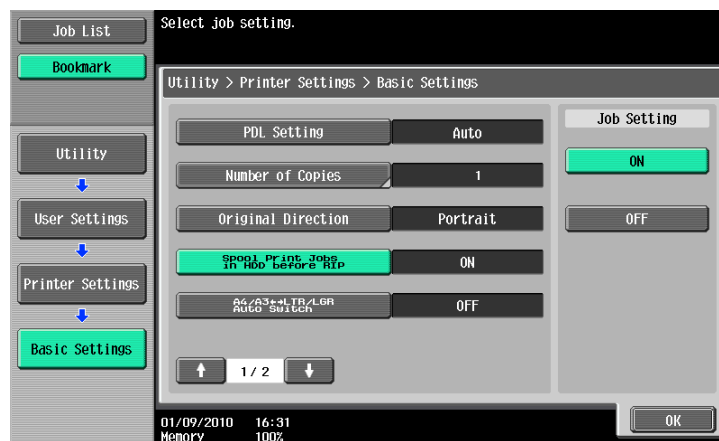 Job List
Bookmark
Utility
User Settings
Printer Settings
Basic Settings
Select job setting.
Utility > Printer Settings > Basic Settings
PDL Setting
Auto
Number of Copies
1
Original Direction
Portrait
Spool Print Jobs
in HDD before RIP
ON
A4/A3↔LTR/LGR
Auto Switch
OFF
1/ 2
Job Setting
ON
OFF
01/09/2010 16:31
Memory 100%
OK